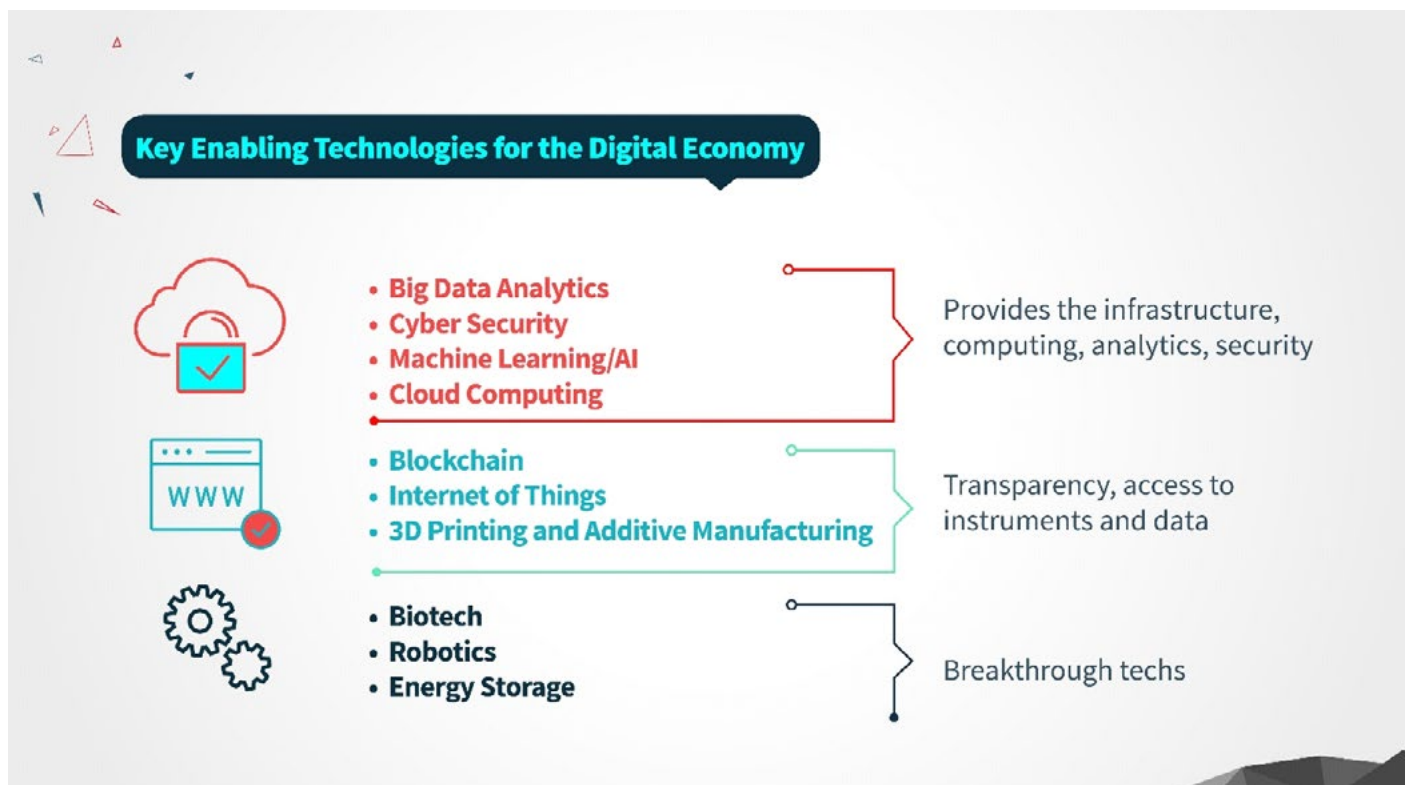 Key Enabling Technologies for the Digital Economy
• Big Data Analytics
• Cyber Security
• Machine Learning/AI
• Cloud Computing
Provides the infrastructure,
computing, analytics, security
WWW
• Blockchain
• Internet of Things
• 3D Printing and Additive Manufacturing
Transparency, access to
instruments and data
• Biotech
• Robotics
• Energy Storage
Breakthrough techs